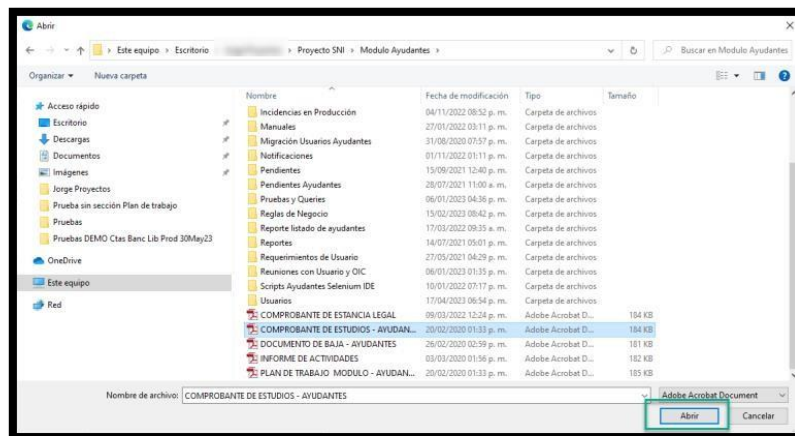 Abrir
Este equipo > Escritorio > Proyecto SNI > Modulo Ayudantes >
Buscar en Modulo Ayudantes
Organizar Nueva carpeta
Nombre Fecha de modificación Tipo Tamaño
Acceso rápido
Escritorio
Descargas
Documentos
Imágenes
Jorge Proyectos
Prueba sin sección Plan de trabajo
Pruebas
Pruebas DEMO Ctas Banc Lib Prod 30May23
OneDrive
Este equipo
Red
Incidencias en Producción 04/11/2022 08:52 p. m. Carpeta de archivos
Manuales 27/01/2022 03:11 p. m. Carpeta de archivos
Migración Usuarios Ayudantes 31/08/2020 07:57 p. m. Carpeta de archivos
Notificaciones 01/11/2022 01:11 p. m. Carpeta de archivos
Pendientes 15/09/2021 12:40 p. m. Carpeta de archivos
Pendientes Ayudantes 28/07/2021 11:00 a. m. Carpeta de archivos
Pruebas y Queries 06/01/2023 04:36 p. m. Carpeta de archivos
Reglas de Negocio 15/02/2023 08:42 p. m. Carpeta de archivos
Reporte listado de ayudantes 17/03/2022 09:35 a. m. Carpeta de archivos
Reportes 14/07/2021 05:01 p. m. Carpeta de archivos
Requerimientos de Usuario 27/05/2021 04:29 p. m. Carpeta de archivos
Reuniones con Usuario y OIC 06/01/2023 01:35 p. m. Carpeta de archivos
Scripts Ayudantes Selenium IDE 10/01/2022 07:17 p. m. Carpeta de archivos
Usuarios 17/04/2023 06:54 p. m. Carpeta de archivos
COMPROBANTE DE ESTANCIA LEGAL 09/03/2022 12:24 p. m. Adobe Acrobat D... 184 KB
COMPROBANTE DE ESTUDIOS - AYUDAN... 20/02/2020 01:33 p. m. Adobe Acrobat D... 184 KB
DOCUMENTO DE BAJA - AYUDANTES 26/02/2020 02:59 p. m. Adobe Acrobat D... 181 KB
INFORME DE ACTIVIDADES 03/03/2020 01:56 p. m. Adobe Acrobat D... 182 KB
PLAN DE TRABAJO MODULO - AYUDAN... 20/02/2020 01:33 p. m. Adobe Acrobat D... 185 KB
Nombre de archivo: COMPROBANTE DE ESTUDIOS - AYUDANTES Adobe Acrobat Document
Abrir Cancelar